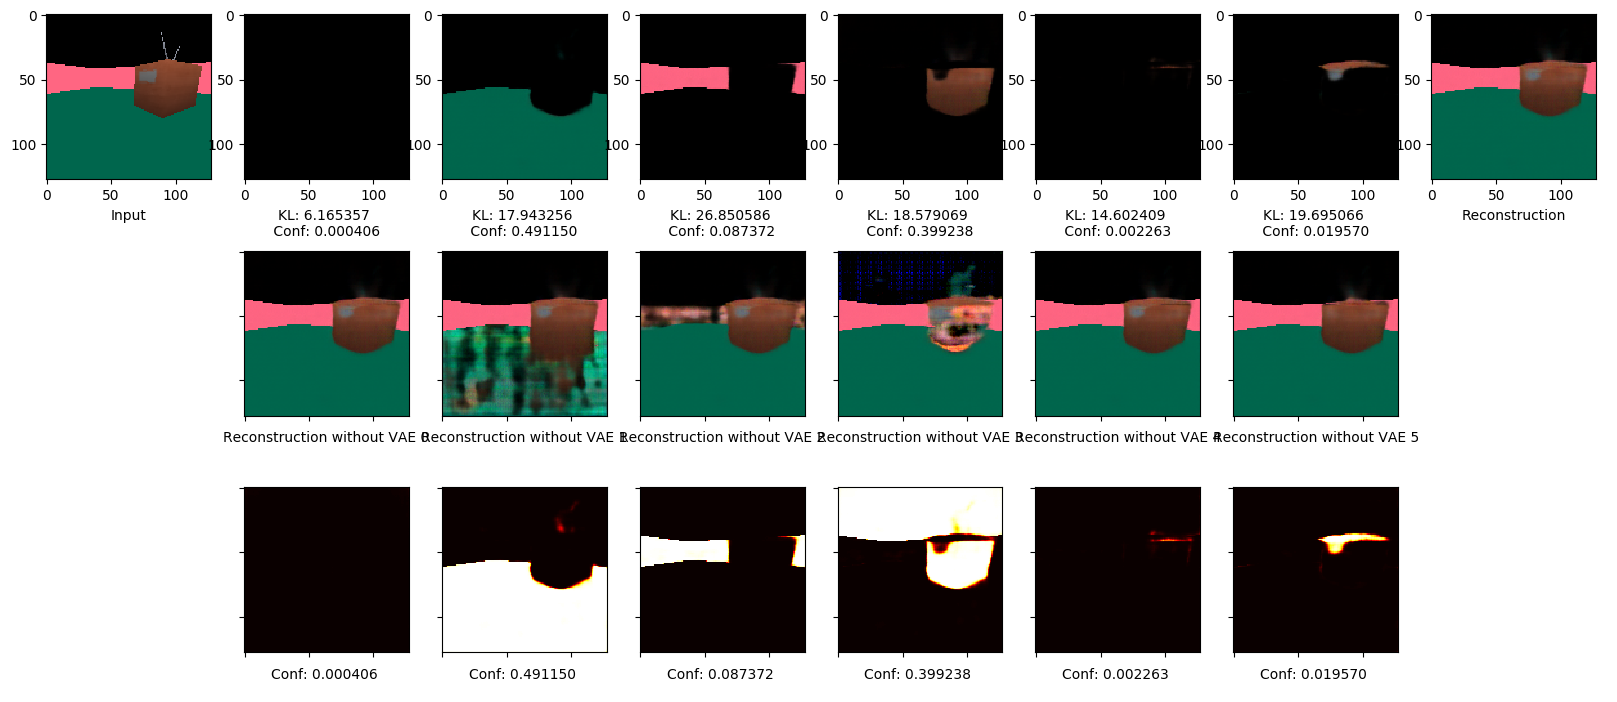 0
50
100
0 50 100
Input
0
50
100
0 50 100
KL: 6.165357
Conf: 0.000406
0
50
100
0 50 100
KL: 17.943256
Conf: 0.491150
0
50
100
0 50 100
KL: 26.850586
Conf: 0.087372
0
50
100
0 50 100
KL: 18.579069
Conf: 0.399238
0
50
100
0 50 100
KL: 14.602409
Conf: 0.002263
0
50
100
0 50 100
KL: 19.695066
Conf: 0.019570
0
50
100
0 50 100
Reconstruction
Reconstruction without VAE 0
Reconstruction without VAE 1
Reconstruction without VAE 2
Reconstruction without VAE 3
Reconstruction without VAE 4
Reconstruction without VAE 5
Conf: 0.000406
Conf: 0.491150
Conf: 0.087372
Conf: 0.399238
Conf: 0.002263
Conf: 0.019570